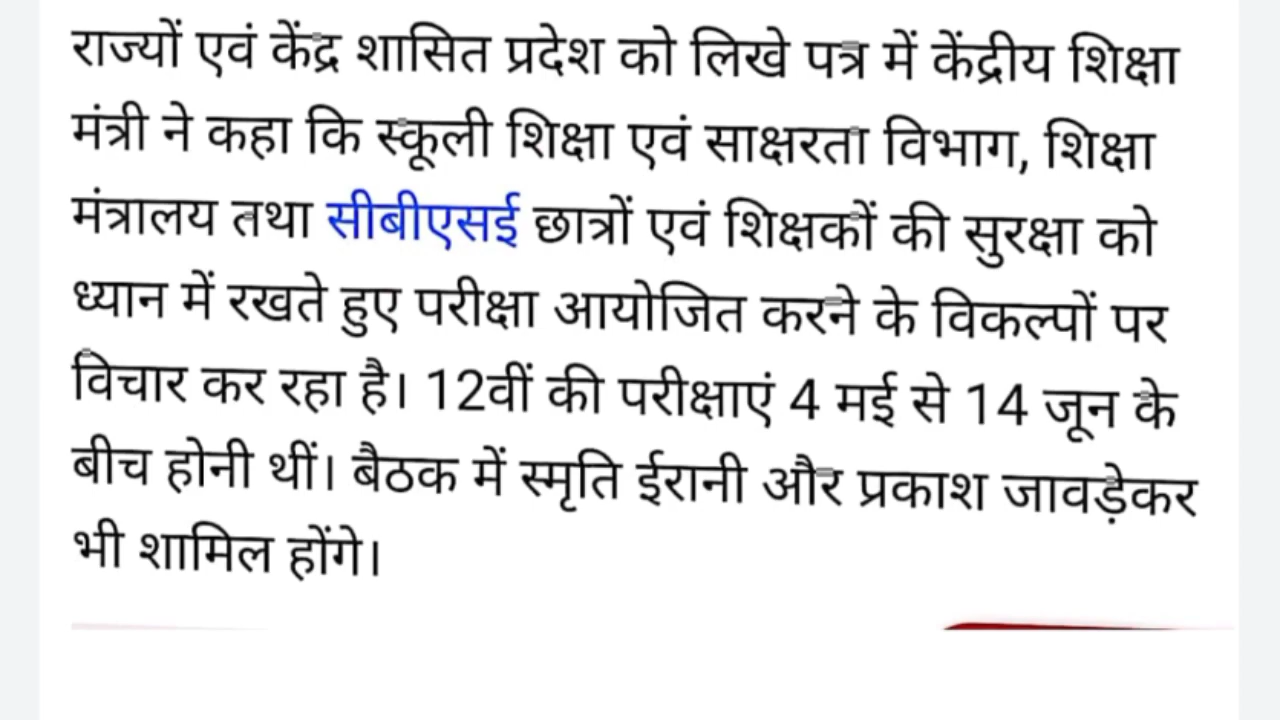 राज्यों एवं केंद्र शासित प्रदेश को लिखे पत्र में केंद्रीय शिक्षा
मंत्री ने कहा कि स्कूली शिक्षा एवं साक्षरता विभाग, शिक्षा
मंत्रालय तथा सीबीएसई छात्रों एवं शिक्षकों की सुरक्षा को
ध्यान में रखते हुए परीक्षा आयोजित करने के विकल्पों पर
विचार कर रहा है। 12वीं की परीक्षाएं 4 मई से 14 जून के
बीच होनी थीं। बैठक में स्मृति ईरानी और प्रकाश जावड़ेकर
भी शामिल होंगे।